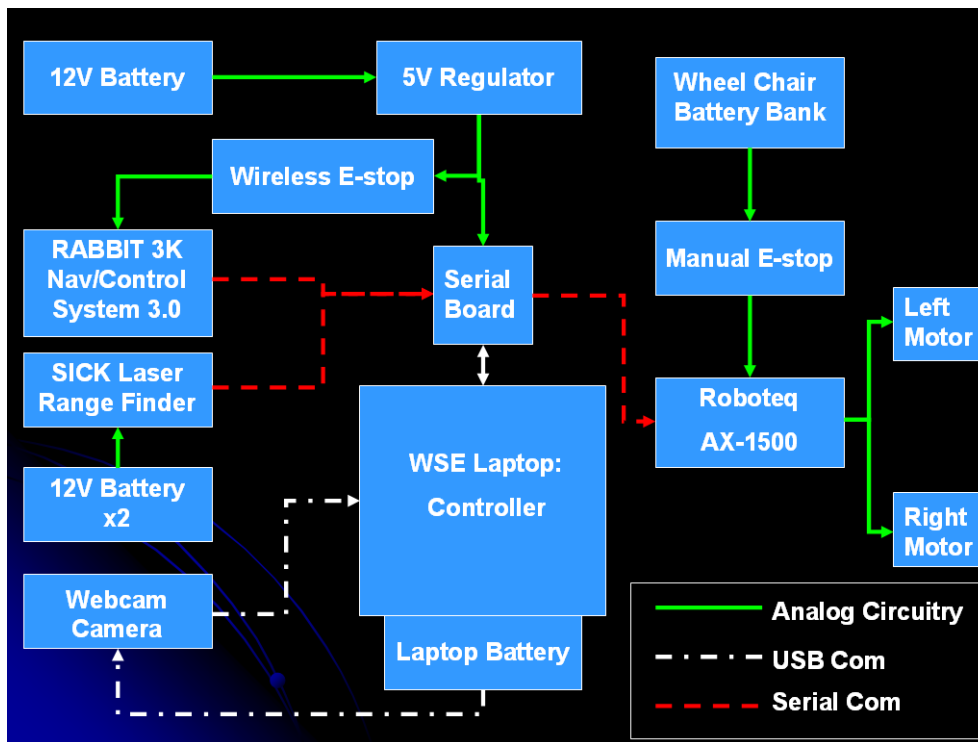 12V Battery
5V Regulator
Wheel Chair
Battery Bank
Wireless E-stop
RABBIT 3K
Nav/Control
System 3.0
Serial
Board
Manual E-stop
Left
Motor
SICK Laser
Range Finder
Roboteq
AX-1500
WSE Laptop:
Controller
12V Battery
x2
Right
Motor
Webcam
Camera
Laptop Battery
Analog Circuitry
USB Com
Serial Com